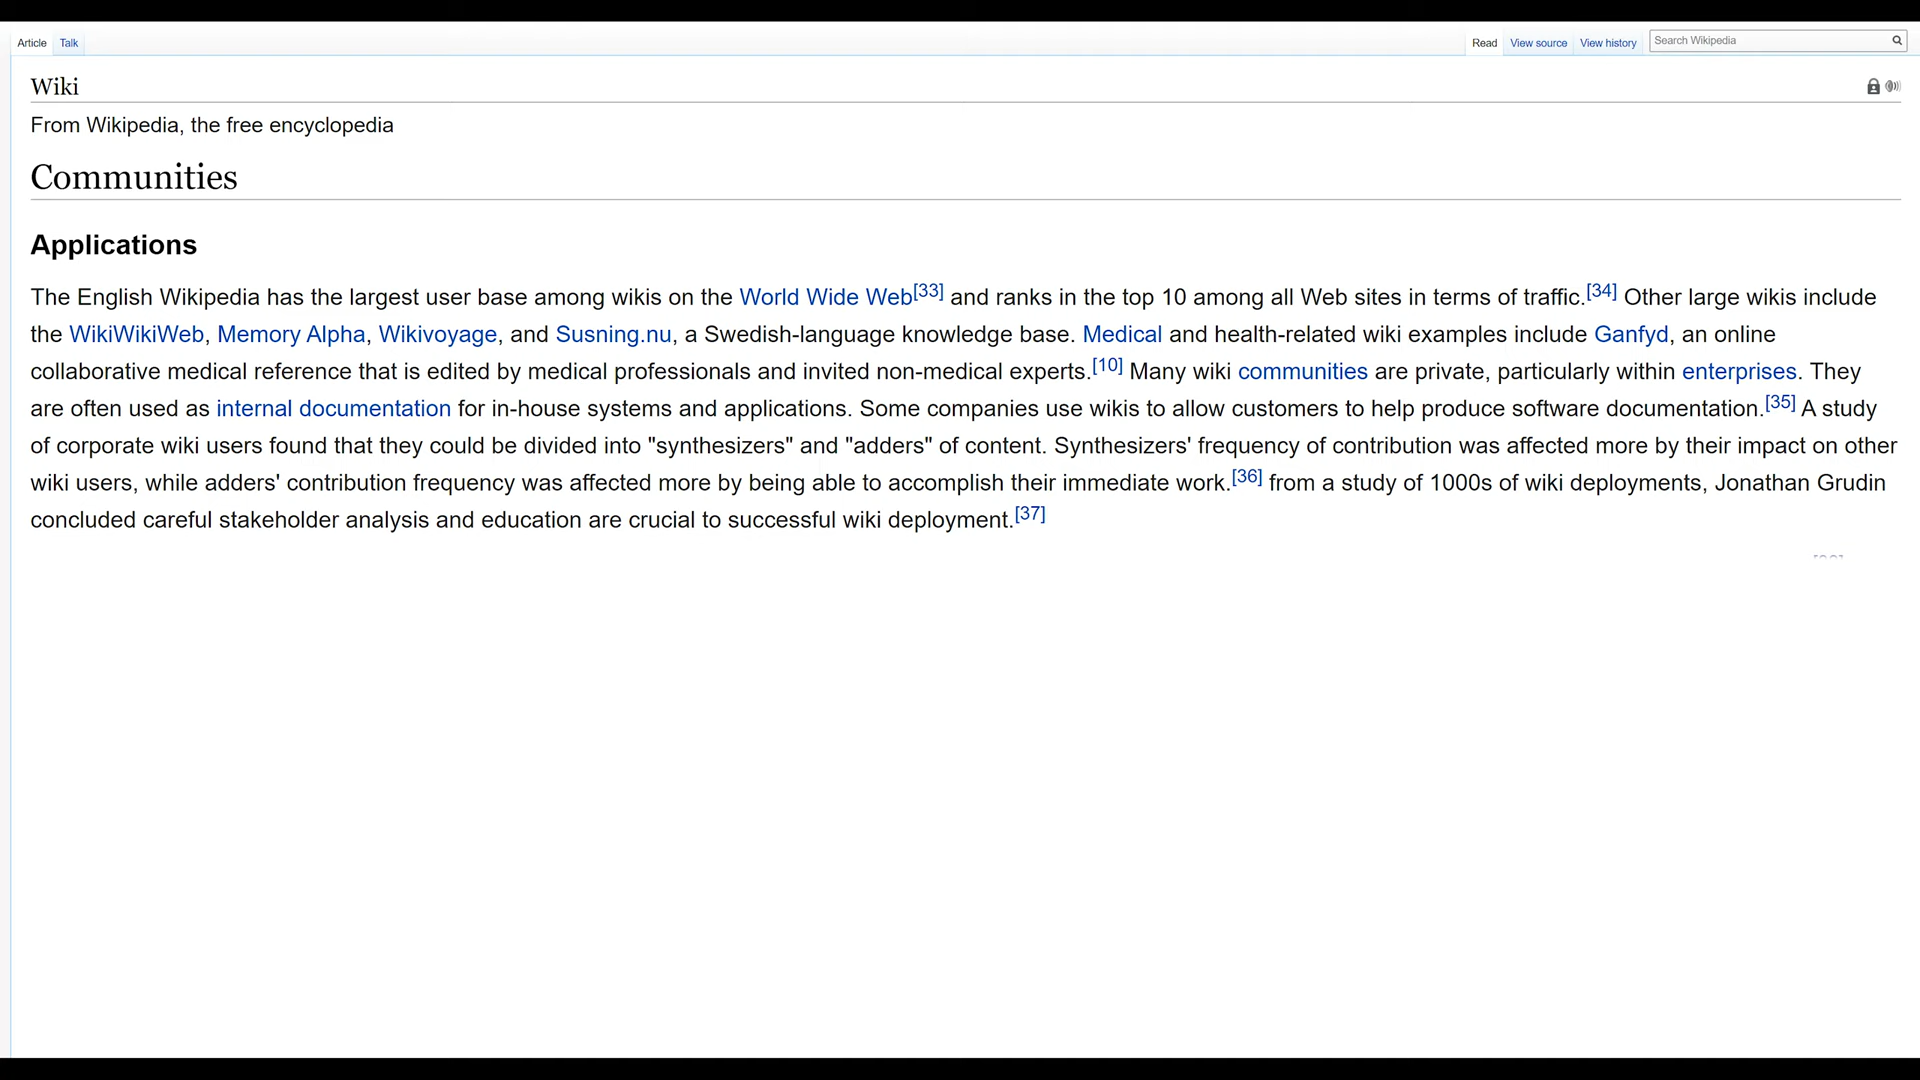 Article Talk Read View source View history Search Wikipedia
Wiki
From Wikipedia, the free encyclopedia
Communities
Applications
The English Wikipedia has the largest user base among wikis on the World Wide Web[33] and ranks in the top 10 among all Web sites in terms of traffic.[34] Other large wikis include
the WikiWikiWeb, Memory Alpha, Wikivoyage, and Susning.nu, a Swedish-language knowledge base. Medical and health-related wiki examples include Ganfyd, an online
collaborative medical reference that is edited by medical professionals and invited non-medical experts.[10] Many wiki communities are private, particularly within enterprises. They
are often used as internal documentation for in-house systems and applications. Some companies use wikis to allow customers to help produce software documentation.[35] A study
of corporate wiki users found that they could be divided into "synthesizers" and "adders" of content. Synthesizers' frequency of contribution was affected more by their impact on other
wiki users, while adders' contribution frequency was affected more by being able to accomplish their immediate work.[36] from a study of 1000s of wiki deployments, Jonathan Grudin
concluded careful stakeholder analysis and education are crucial to successful wiki deployment.[37]